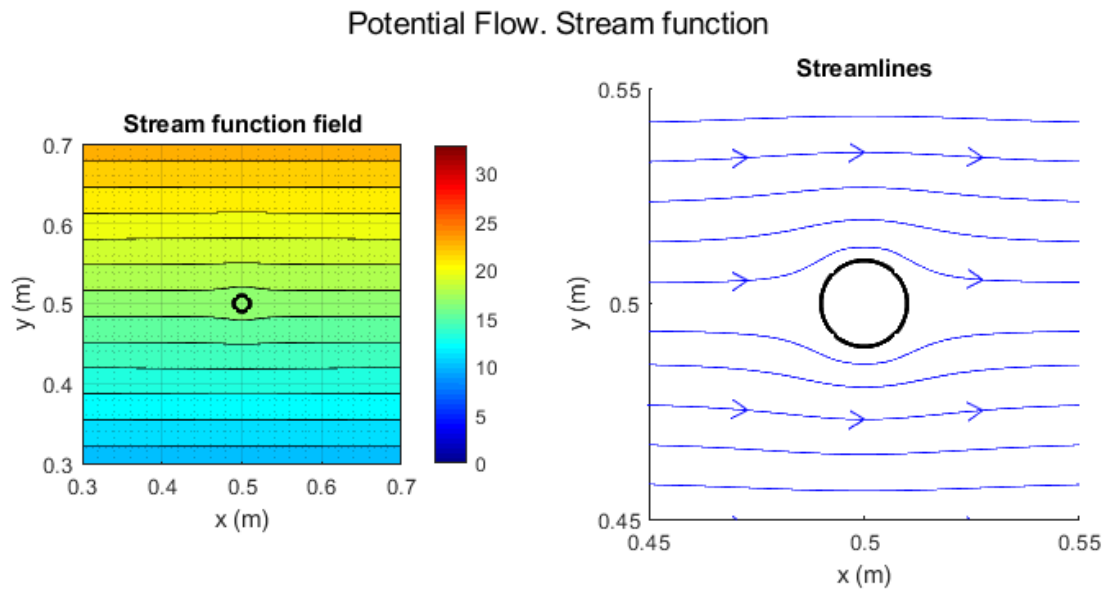 Potential Flow. Stream function
Stream function field
0.7
0.6
0.5
0.4
0.3
y (m)
0.3 0.4 0.5 0.6 0.7
x (m)
30
25
20
15
10
5
0
Streamlines
0.55
0.5
0.45
y (m)
0.45 0.5 0.55
x (m)